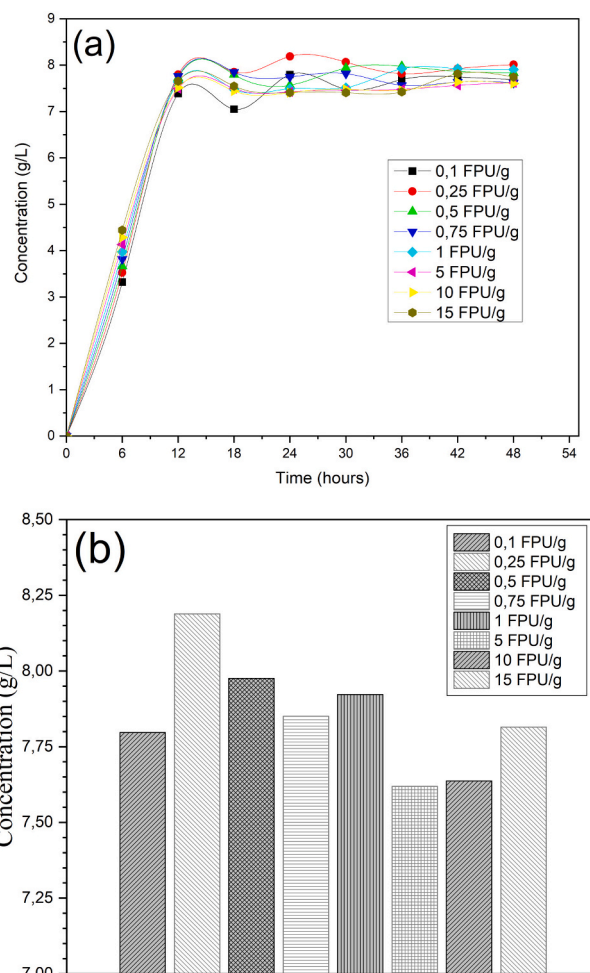 (a)
9
8
7
6
5
4
3
2
1
0
Concentration (g/L)
0,1 FPU/g
0,25 FPU/g
0,5 FPU/g
0,75 FPU/g
1 FPU/g
5 FPU/g
10 FPU/g
15 FPU/g
0 6 12 18 24 30 36 42 48 54
Time (hours)
(b)
8,50
8,25
8,00
7,75
7,50
7,25
7,00
Concentration (g/L)
0,1 FPU/g
0,25 FPU/g
0,5 FPU/g
0,75 FPU/g
1 FPU/g
5 FPU/g
10 FPU/g
15 FPU/g